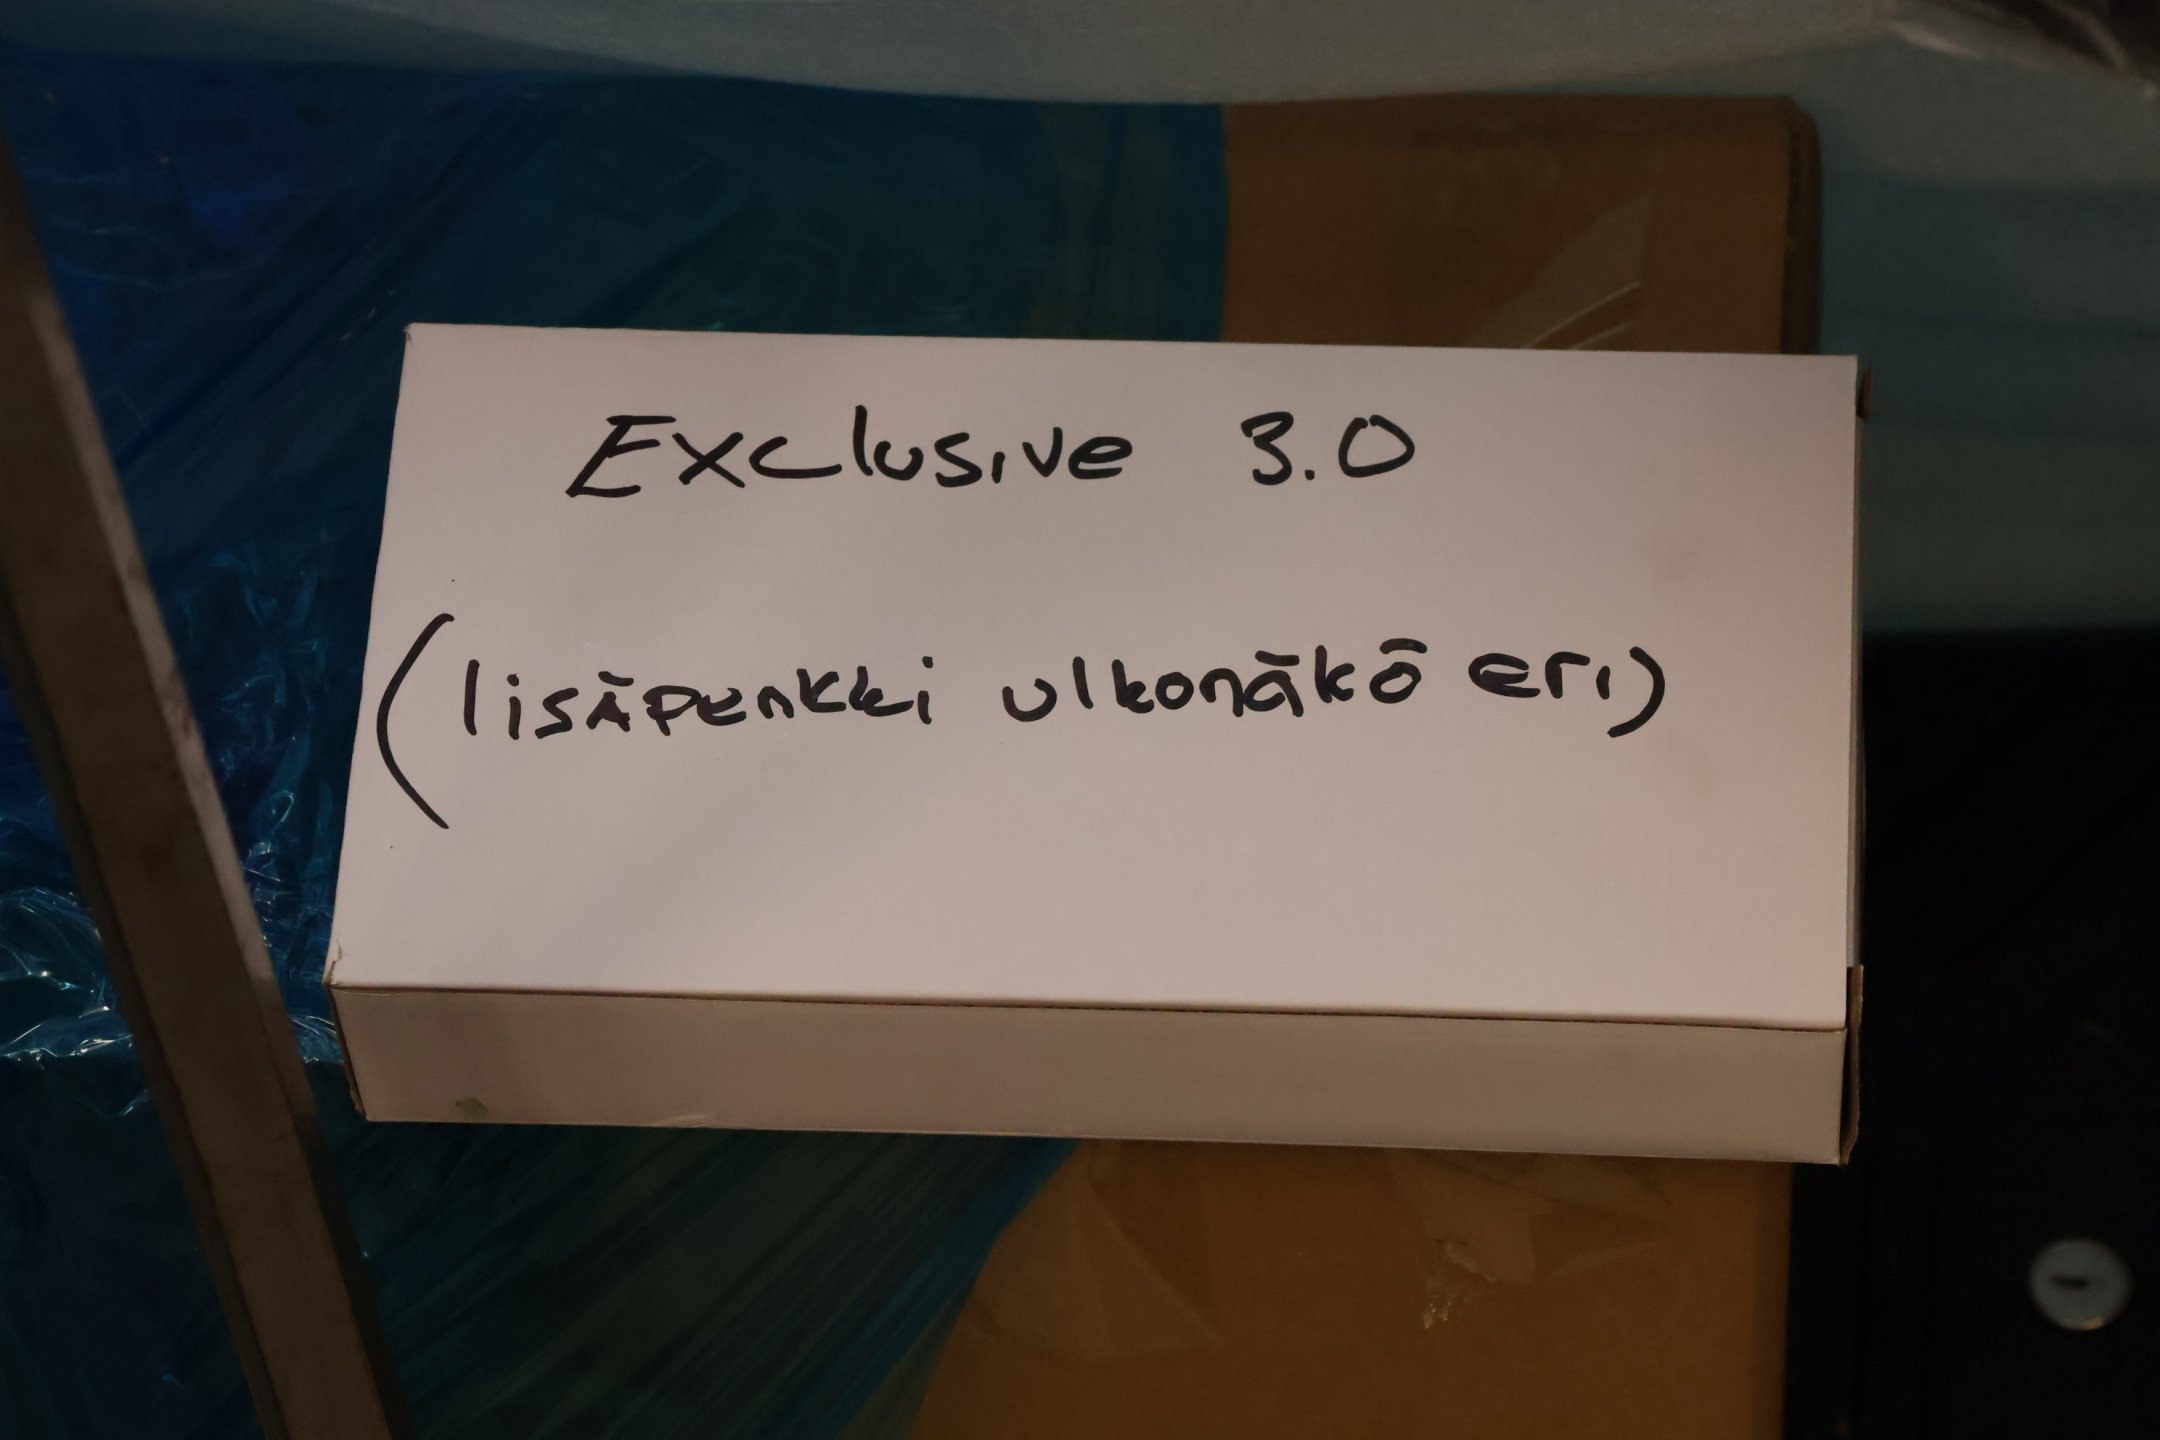 Exclusive 3.0
(lisäpenkki ulkonäkö eri)